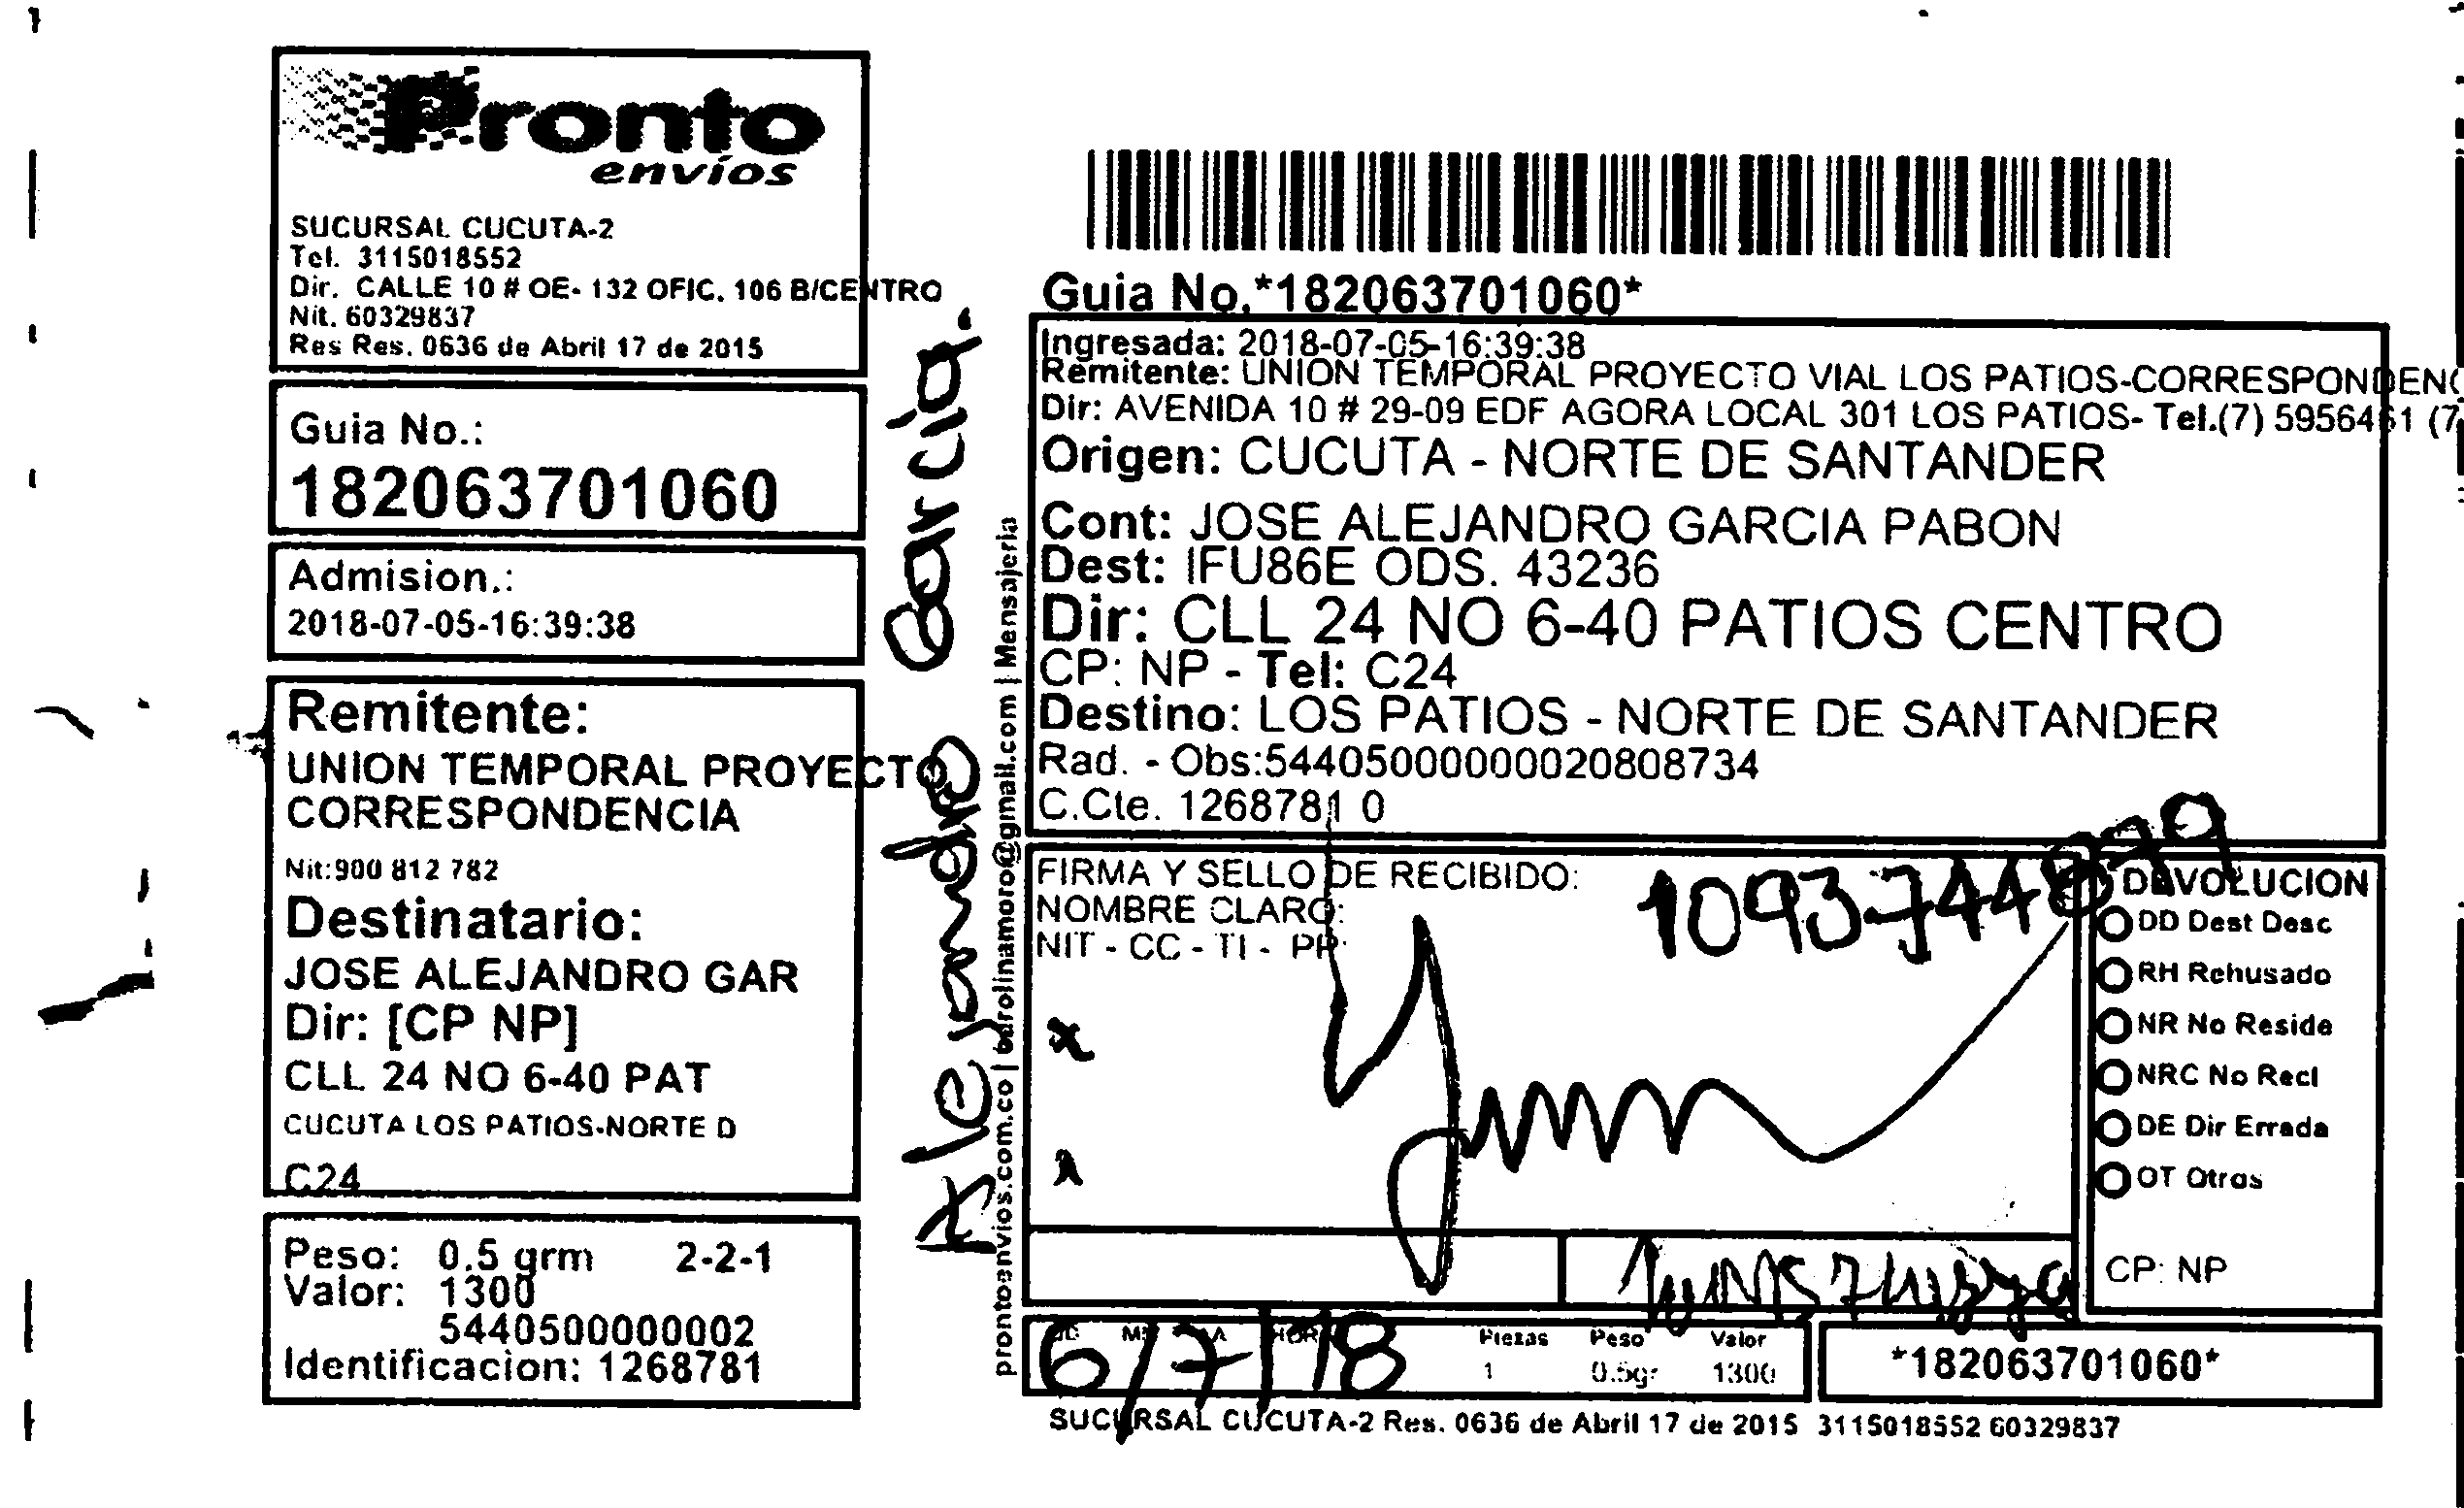 Pronto
envíos
SUCURSAL CUCUTA-2
Tel. 3115018552
Dir. CALLE 10 # OE- 132 OFIC. 106 B/CENTRO
Nit. 60329837
Res Res. 0636 de Abril 17 de 2015
Guia No.:
182063701060
Admision.:
2018-07-05-16:39:38
Remitente:
UNION TEMPORAL PROYECTO
CORRESPONDENCIA
Nit:900 812 782
Destinatario:
JOSE ALEJANDRO GAR
Dir: [CP NP]
CLL 24 NO 6-40 PAT
CUCUTA LOS PATIOS-NORTE D
C24
Peso: 0.5 grm 2-2-1
Valor: 1300
5440500000002
Identificacion: 1268781
Alejandro Garcia.
prontoenvios.com.co | carolinamoro@gmail.com | Mensajeria
Guia No.*182063701060*
Ingresada: 2018-07-05-16:39:38
Remitente: UNION TEMPORAL PROYECTO VIAL LOS PATIOS-CORRESPONDENC
Dir: AVENIDA 10 # 29-09 EDF AGORA LOCAL 301 LOS PATIOS- Tel.(7) 5956461 (7
Origen: CUCUTA - NORTE DE SANTANDER
Cont: JOSE ALEJANDRO GARCIA PABON
Dest: IFU86E ODS. 43236
Dir: CLL 24 NO 6-40 PATIOS CENTRO
CP: NP - Tel: C24
Destino: LOS PATIOS - NORTE DE SANTANDER
Rad. - Obs:544050000000020808734
C.Cte. 1268781 0
FIRMA Y SELLO DE RECIBIDO:
NOMBRE CLARO:
NIT - CC - TI - PP:
DEVOLUCION
DD Dest Desc
RH Rehusado
NR No Reside
NRC No Recl
DE Dir Errada
OT Otros
CP: NP
HORA Piezas Peso Valor
6/7/18 1 0.5gr 1300
*182063701060*
SUCURSAL CUCUTA-2 Res. 0636 de Abril 17 de 2015 3115018552 60329837